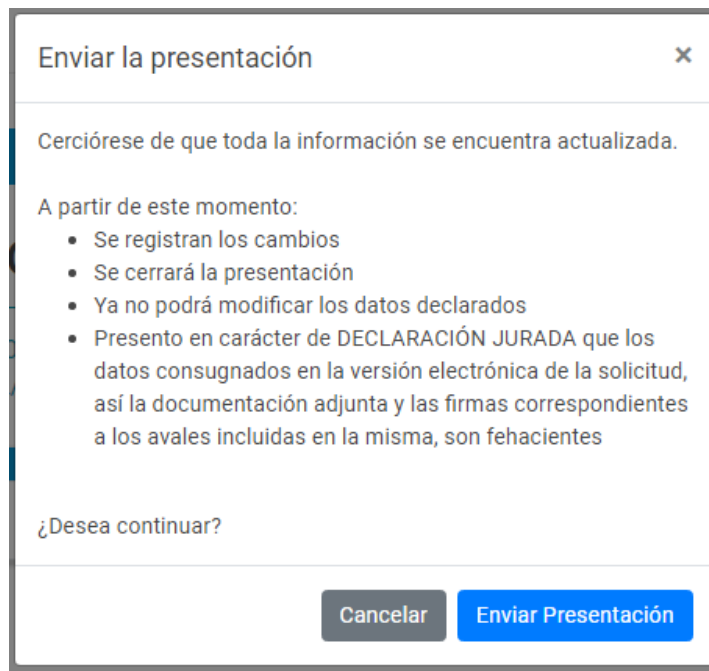 Enviar la presentación ×
Cerciórese de que toda la información se encuentra actualizada.
A partir de este momento:
• Se registran los cambios
• Se cerrará la presentación
• Ya no podrá modificar los datos declarados
• Presento en carácter de DECLARACIÓN JURADA que los
datos consugnados en la versión electrónica de la solicitud,
así la documentación adjunta y las firmas correspondientes
a los avales incluidas en la misma, son fehacientes
¿Desea continuar?
Cancelar Enviar Presentación